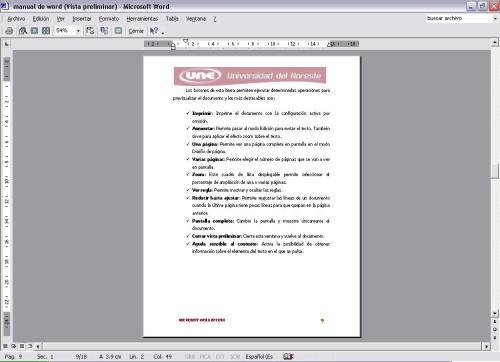 manual de word (Vista preliminar) - Microsoft Word
Archivo Edición Ver Insertar Formato Herramientas Tabla Ventana ?
buscar archivo
54% Cerrar
UNE Universidad del Noreste
Los botones de esta barra permiten ejecutar determinadas operaciones para
previsualizar el documento y los más destacables son:
✓ Imprimir: Imprime el documento con la configuración activa por
omisión.
✓ Aumentar: Permite pasar al modo Edición para evitar el texto. También
sirve para aplicar el efecto zoom sobre el texto.
✓ Una página: Permite ver una página completa en pantalla en el modo
Diseño de página.
✓ Varias páginas: Permite elegir el número de páginas que se van a ver
en pantalla.
✓ Zoom: Este cuadro de lista desplegable permite seleccionar el
porcentaje de ampliación de una o varias páginas.
✓ Ver regla: Permite mostrar y ocultar las reglas.
✓ Reducir hasta ajustar: Permite reajustar las líneas de un documento
cuando la última página tiene pocas líneas para que quepan en la página
anterior.
✓ Pantalla completa: Cambia la pantalla y muestra únicamente el
documento.
✓ Cerrar vista preliminar: Cierra esta ventana y vuelve al documento.
✓ Ayuda sensible al contexto: Activa la posibilidad de obtener
información sobre el elemento del texto en el que se pulsa.
9
Pág. 9 Sec. 1 9/18 A 3.9 cm Lín. 2 Col. 49 GRB MCA EXT SOB Español (Es